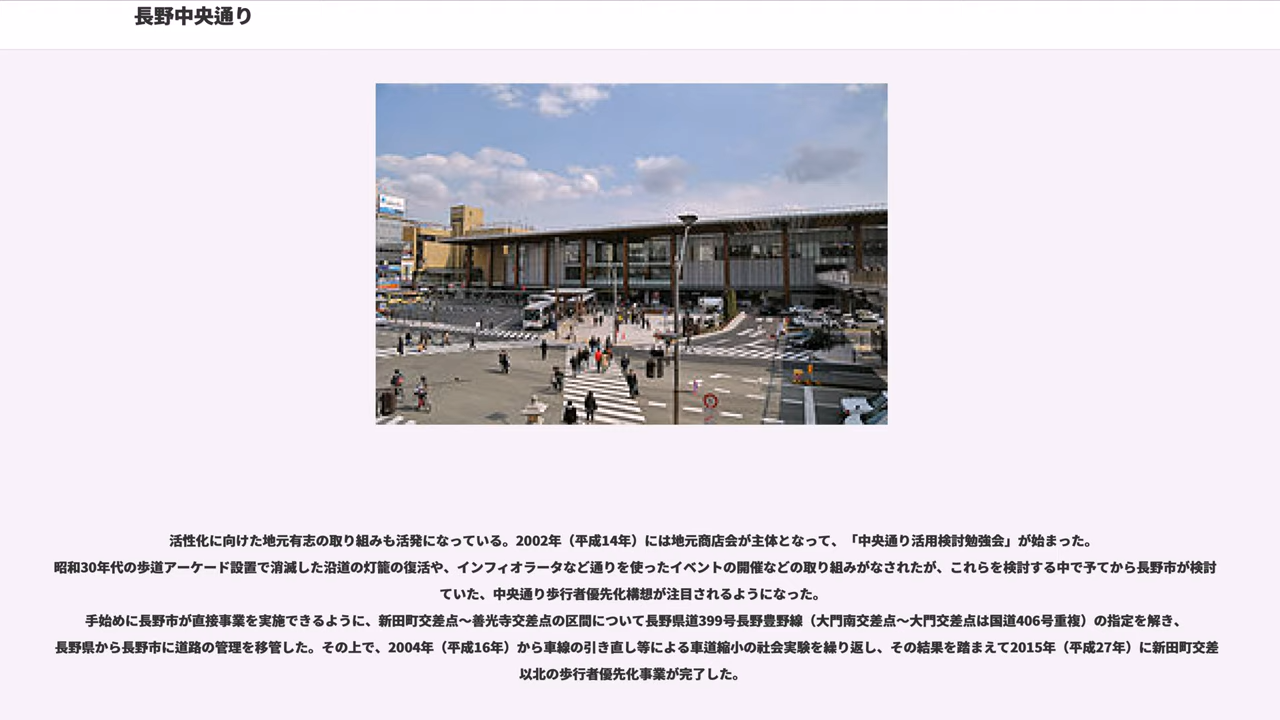 長野中央通り
活性化に向けた地元有志の取り組みも活発になっている。2002年（平成14年）には地元商店会が主体となって、「中央通り活用検討勉強会」が始まった。
昭和30年代の歩道アーケード設置で消滅した沿道の灯籠の復活や、インフィオラータなど通りを使ったイベントの開催などの取り組みがなされたが、これらを検討する中で予てから長野市が検討
ていた、中央通り歩行者優先化構想が注目されるようになった。
手始めに長野市が直接事業を実施できるように、新田町交差点〜善光寺交差点の区間について長野県道399号長野豊野線（大門南交差点〜大門交差点は国道406号重複）の指定を解き、
長野県から長野市に道路の管理を移管した。その上で、2004年（平成16年）から車線の引き直し等による車道縮小の社会実験を繰り返し、その結果を踏まえて2015年（平成27年）に新田町交差
以北の歩行者優先化事業が完了した。